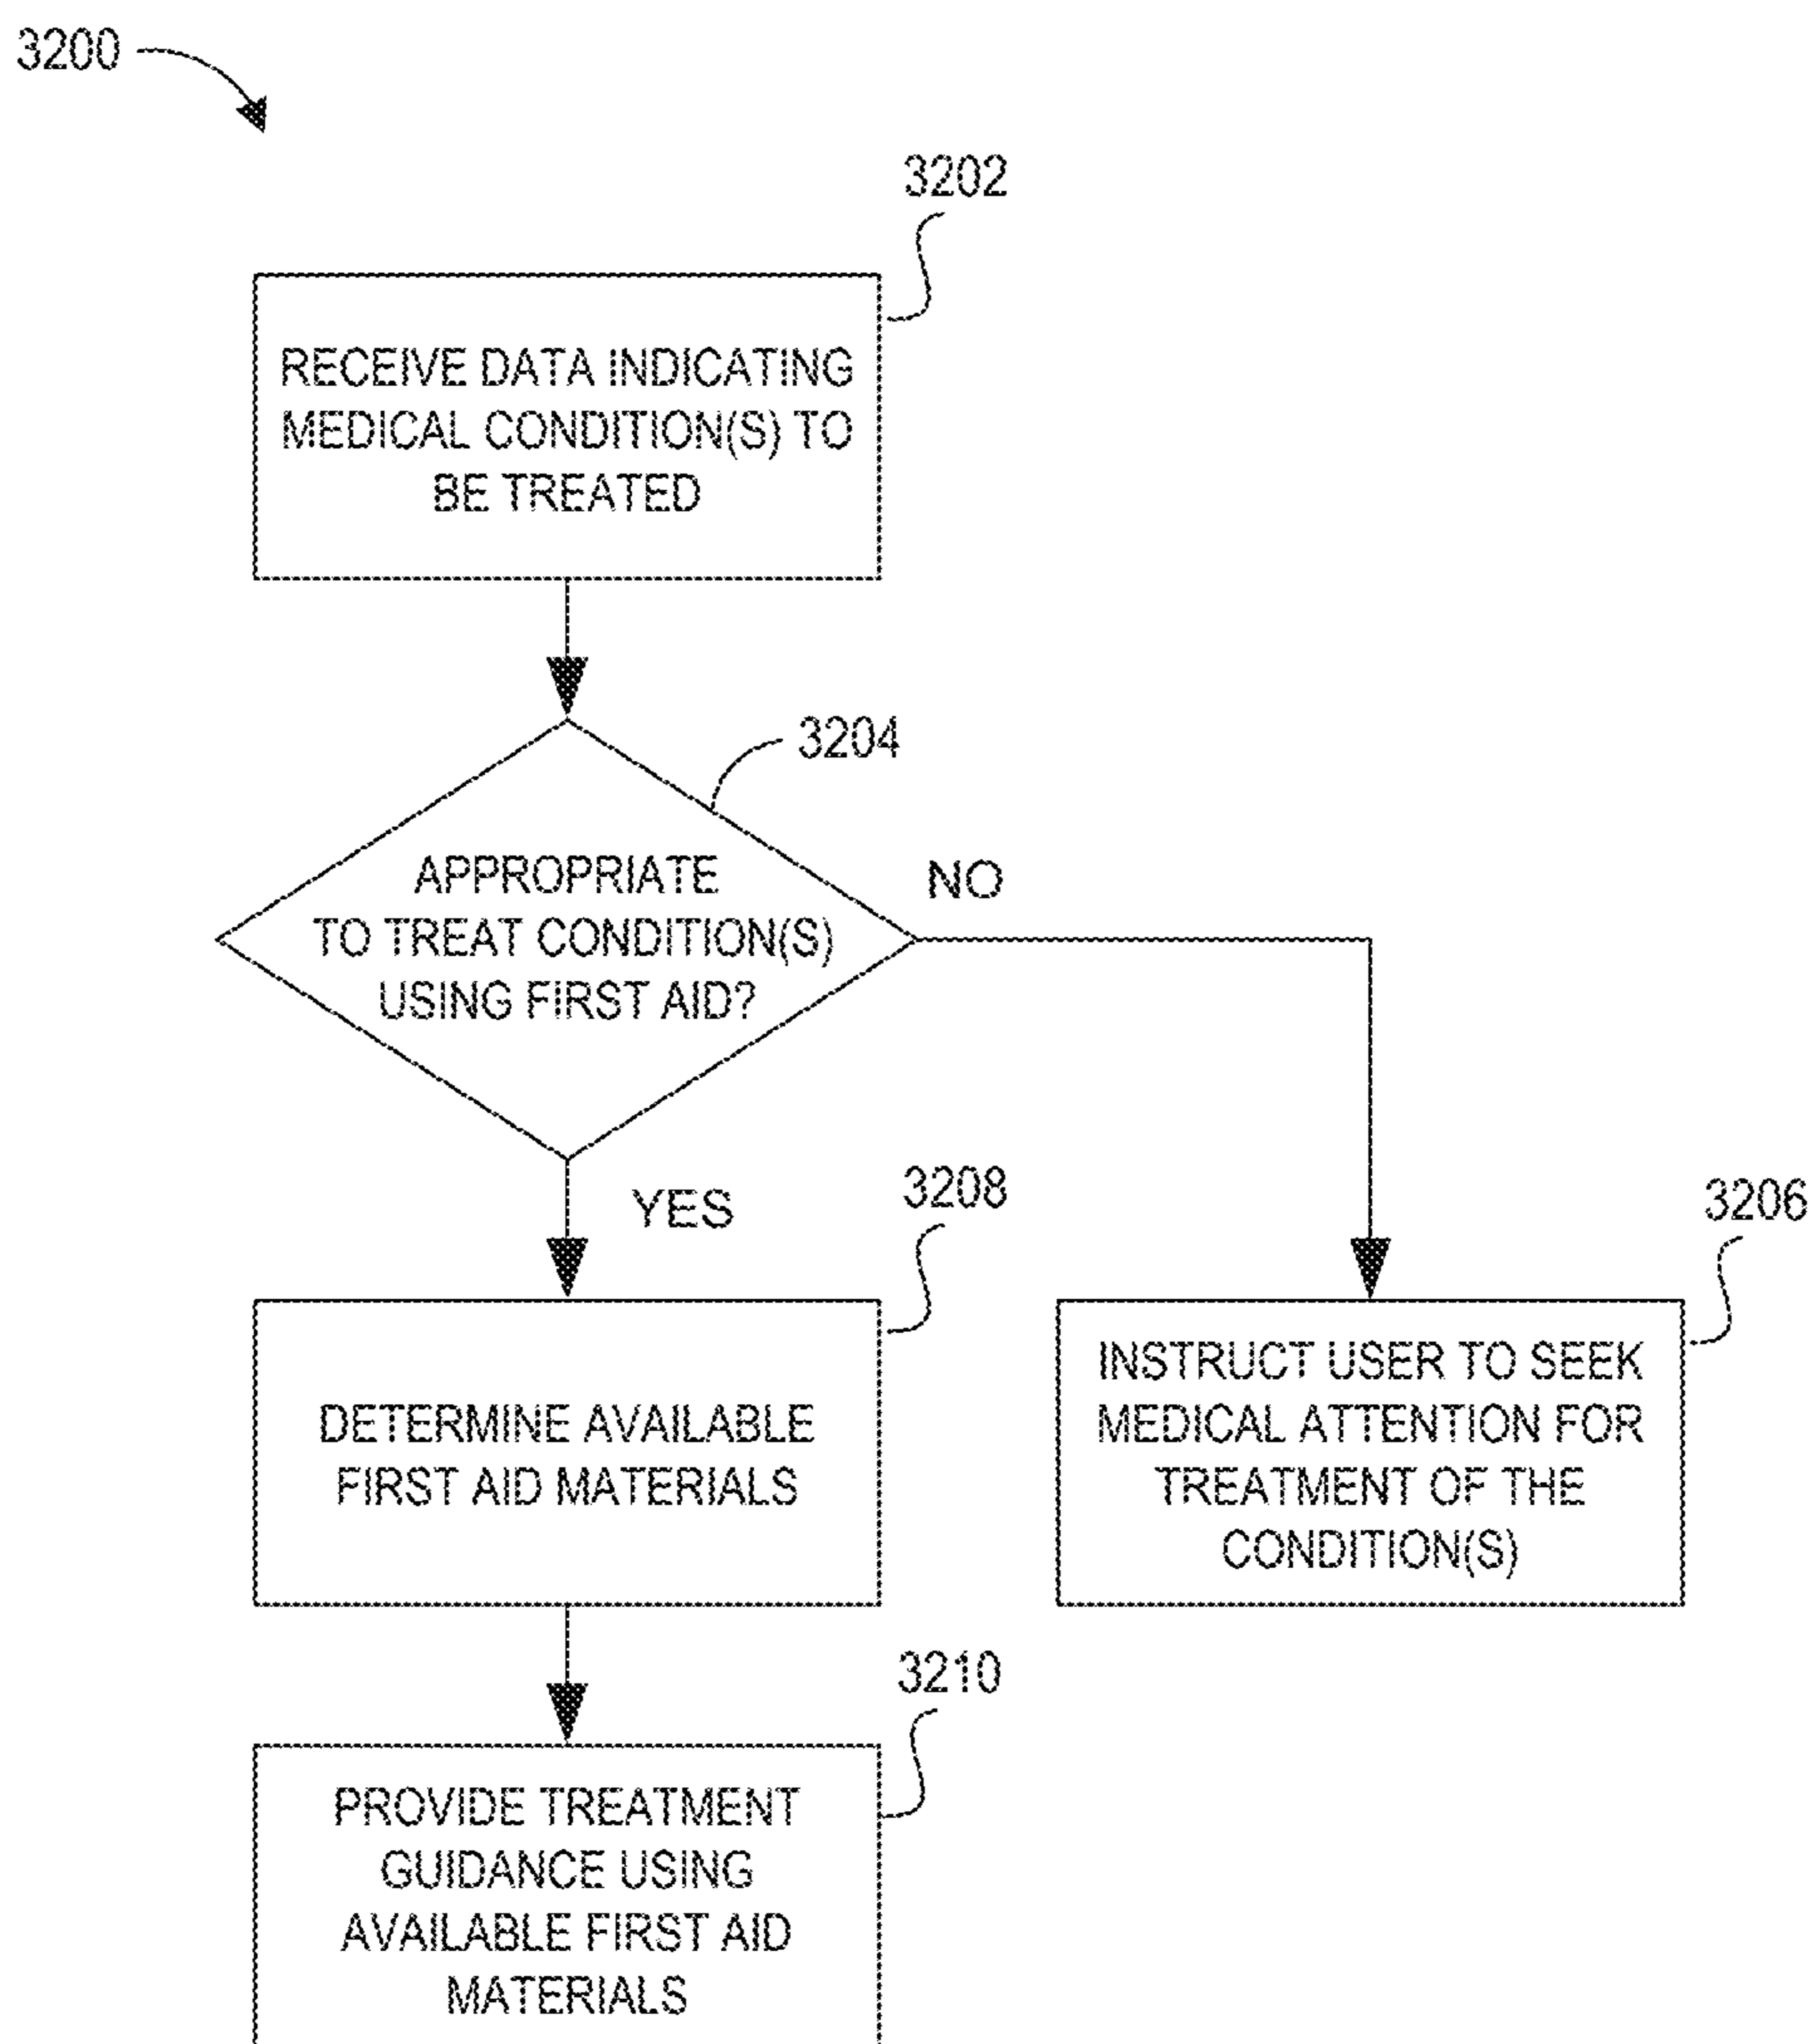 3200
3202
RECEIVE DATA INDICATING
MEDICAL CONDITION(S) TO
BE TREATED
3204
APPROPRIATE
TO TREAT CONDITION(S)
USING FIRST AID?
NO
YES
3208
DETERMINE AVAILABLE
FIRST AID MATERIALS
3206
INSTRUCT USER TO SEEK
MEDICAL ATTENTION FOR
TREATMENT OF THE
CONDITION(S)
3210
PROVIDE TREATMENT
GUIDANCE USING
AVAILABLE FIRST AID
MATERIALS